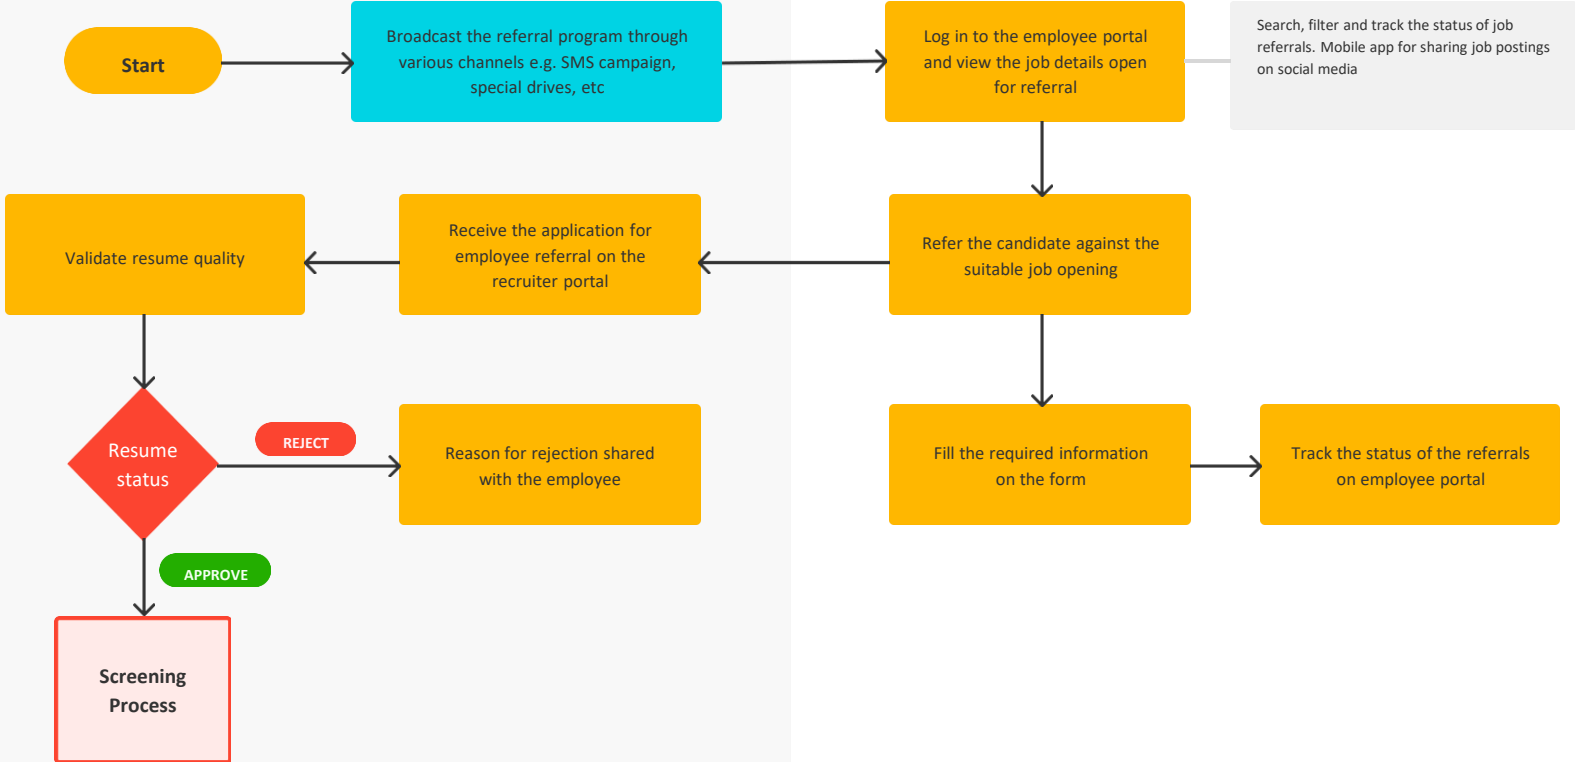 Start
Broadcast the referral program through
various channels e.g. SMS campaign,
special drives, etc
Log in to the employee portal
and view the job details open
for referral
Search, filter and track the status of job
referrals. Mobile app for sharing job postings
on social media
Validate resume quality
Receive the application for
employee referral on the
recruiter portal
Refer the candidate against the
suitable job opening
Resume
status
REJECT
Reason for rejection shared
with the employee
Fill the required information
on the form
Track the status of the referrals
on employee portal
APPROVE
Screening
Process